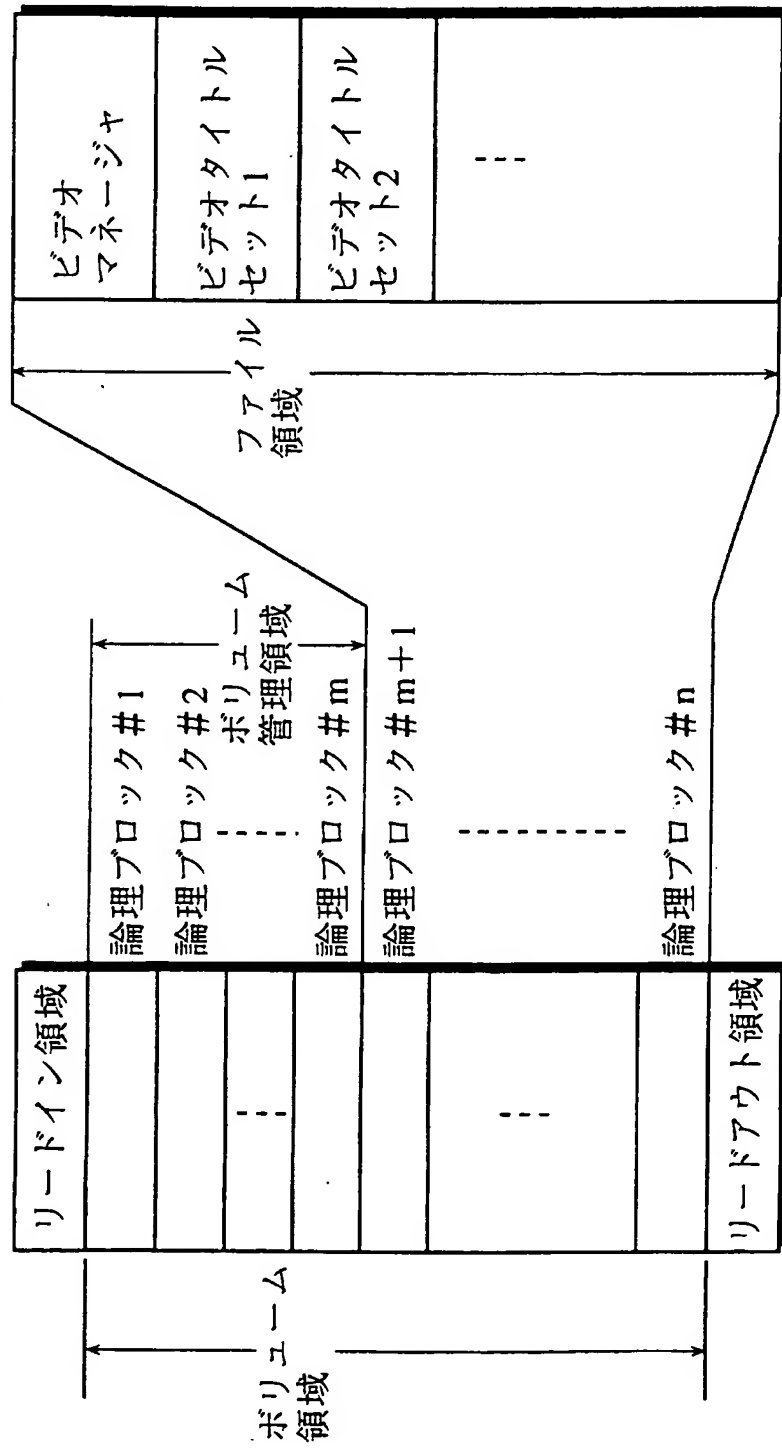 リードイン領域
リードアウト領域
ボリューム
領域
論理ブロック#1
論理ブロック#2
論理ブロック#m
論理ブロック#m+1
論理ブロック#n
ボリューム
管理領域
ファイル
領域
ビデオ
マネージャ
ビデオタイトル
セット1
ビデオタイトル
セット2